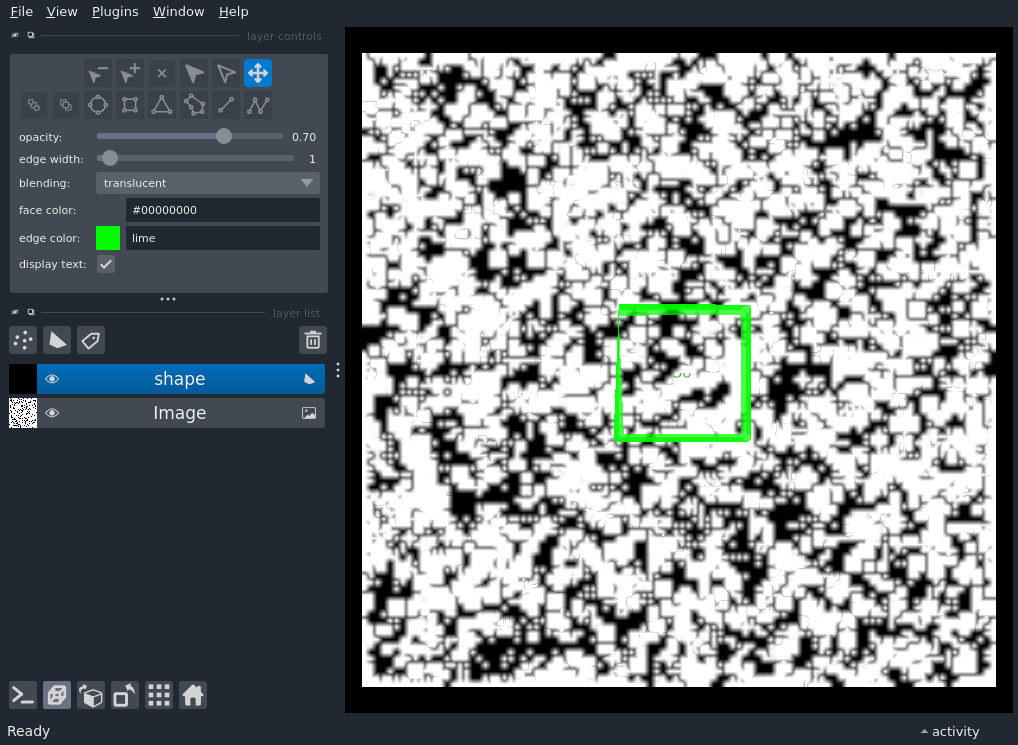 File View Plugins Window Help
layer controls
opacity: 0.70
edge width: 1
blending: translucent
face color: #00000000
edge color: lime
display text:
layer list
shape
Image
Ready
activity